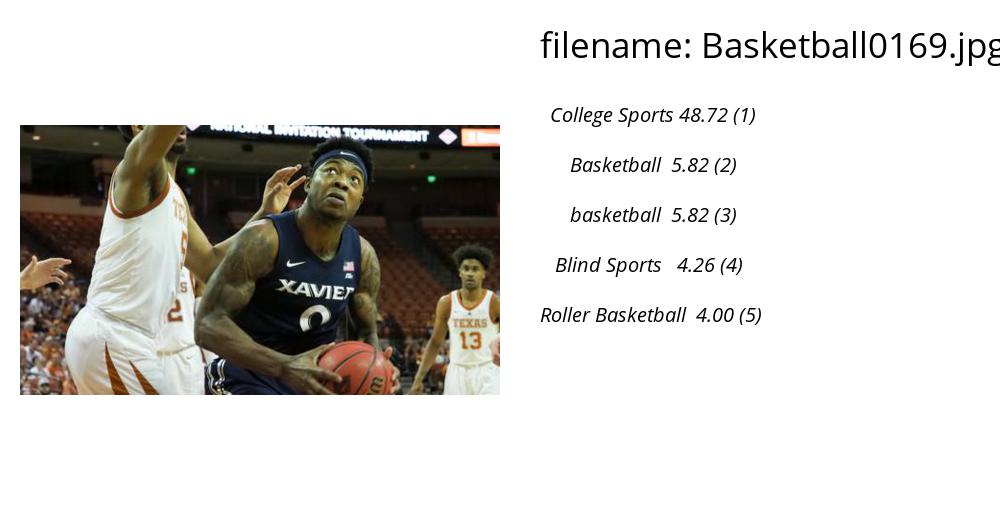 filename: Basketball0169.jpg
College Sports 48.72 (1)
Basketball 5.82 (2)
basketball 5.82 (3)
Blind Sports 4.26 (4)
Roller Basketball 4.00 (5)
NATIONAL INVITATION TOURNAMENT
XAVIER
0
2
TEXAS
13